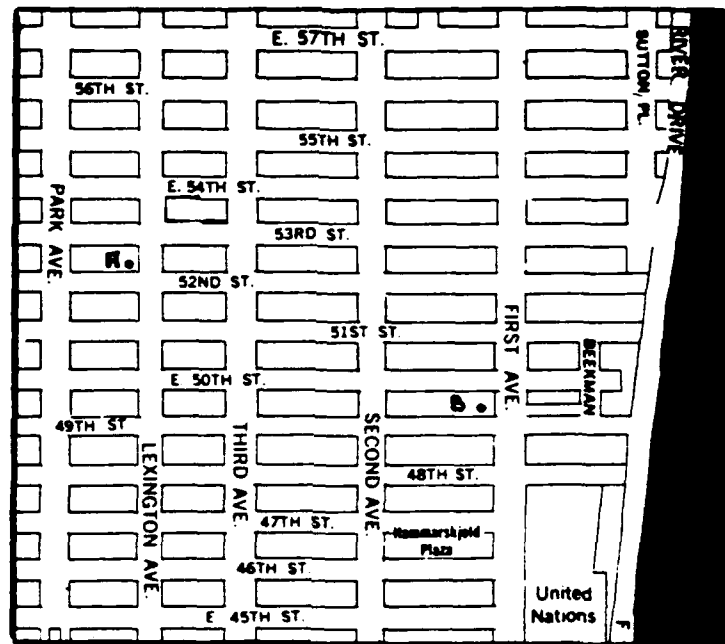 E. 57TH ST.
SUTTON PL.
RIVER DRIVE
56TH ST.
55TH ST.
E. 54TH ST.
PARK AVE.
53RD ST.
52ND ST.
FIRST AVE.
51ST ST.
BEEKMAN
E 50TH ST.
49TH ST
LEXINGTON AVE.
THIRD AVE.
SECOND AVE.
48TH ST.
47TH ST.
Hammarskjold
Plaza
46TH ST.
United
Nations
E 45TH ST.
F